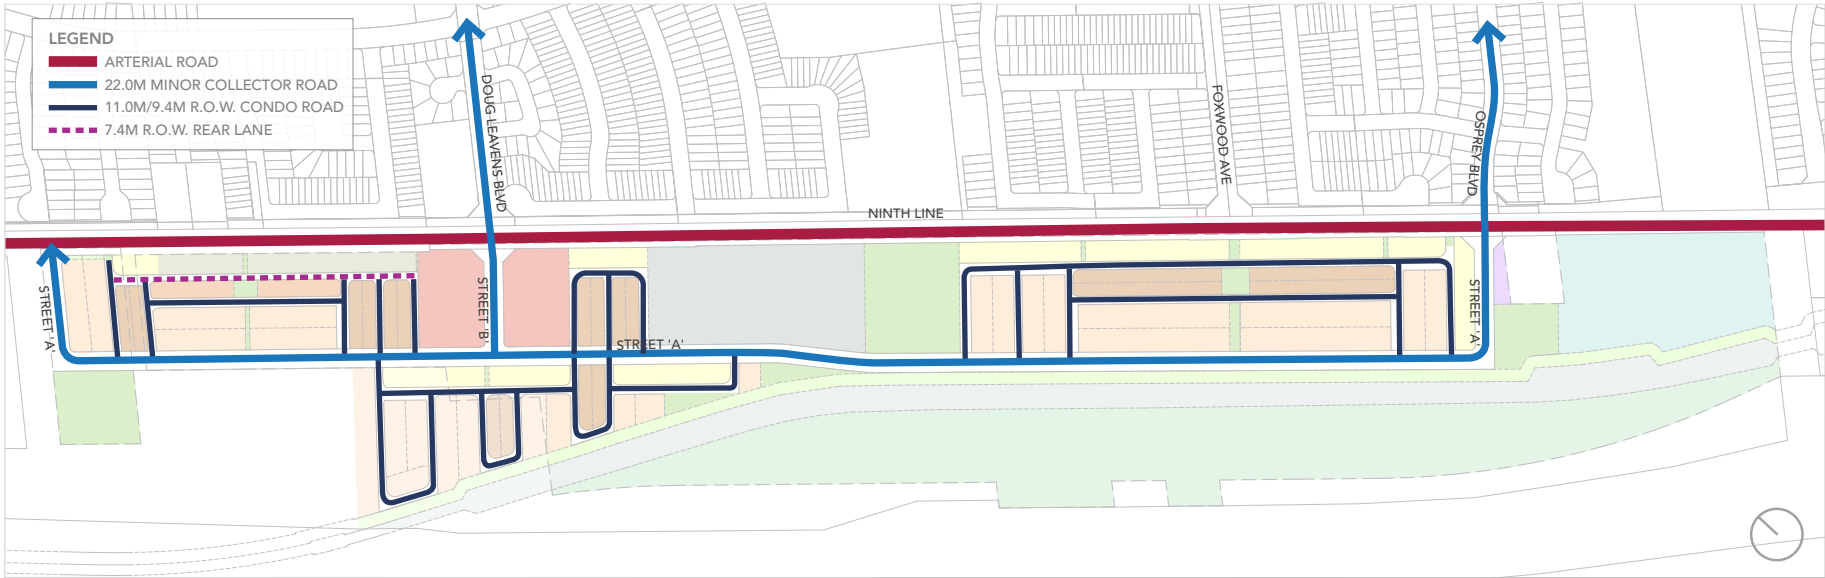 LEGEND
ARTERIAL ROAD
22.0M MINOR COLLECTOR ROAD
11.0M/9.4M R.O.W. CONDO ROAD
7.4M R.O.W. REAR LANE
DOUG LEAVENS BLVD
FOXWOOD AVE
OSPREY BLVD
NINTH LINE
STREET 'A'
STREET 'B'
STREET 'A'
STREET 'A'